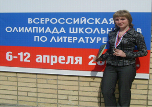 ВСЕРОССИЙСКАЯ
ОЛИМПИАДА ШКОЛЬН
ПО ЛИТЕРАТУРЕ
6-12 апреля 2